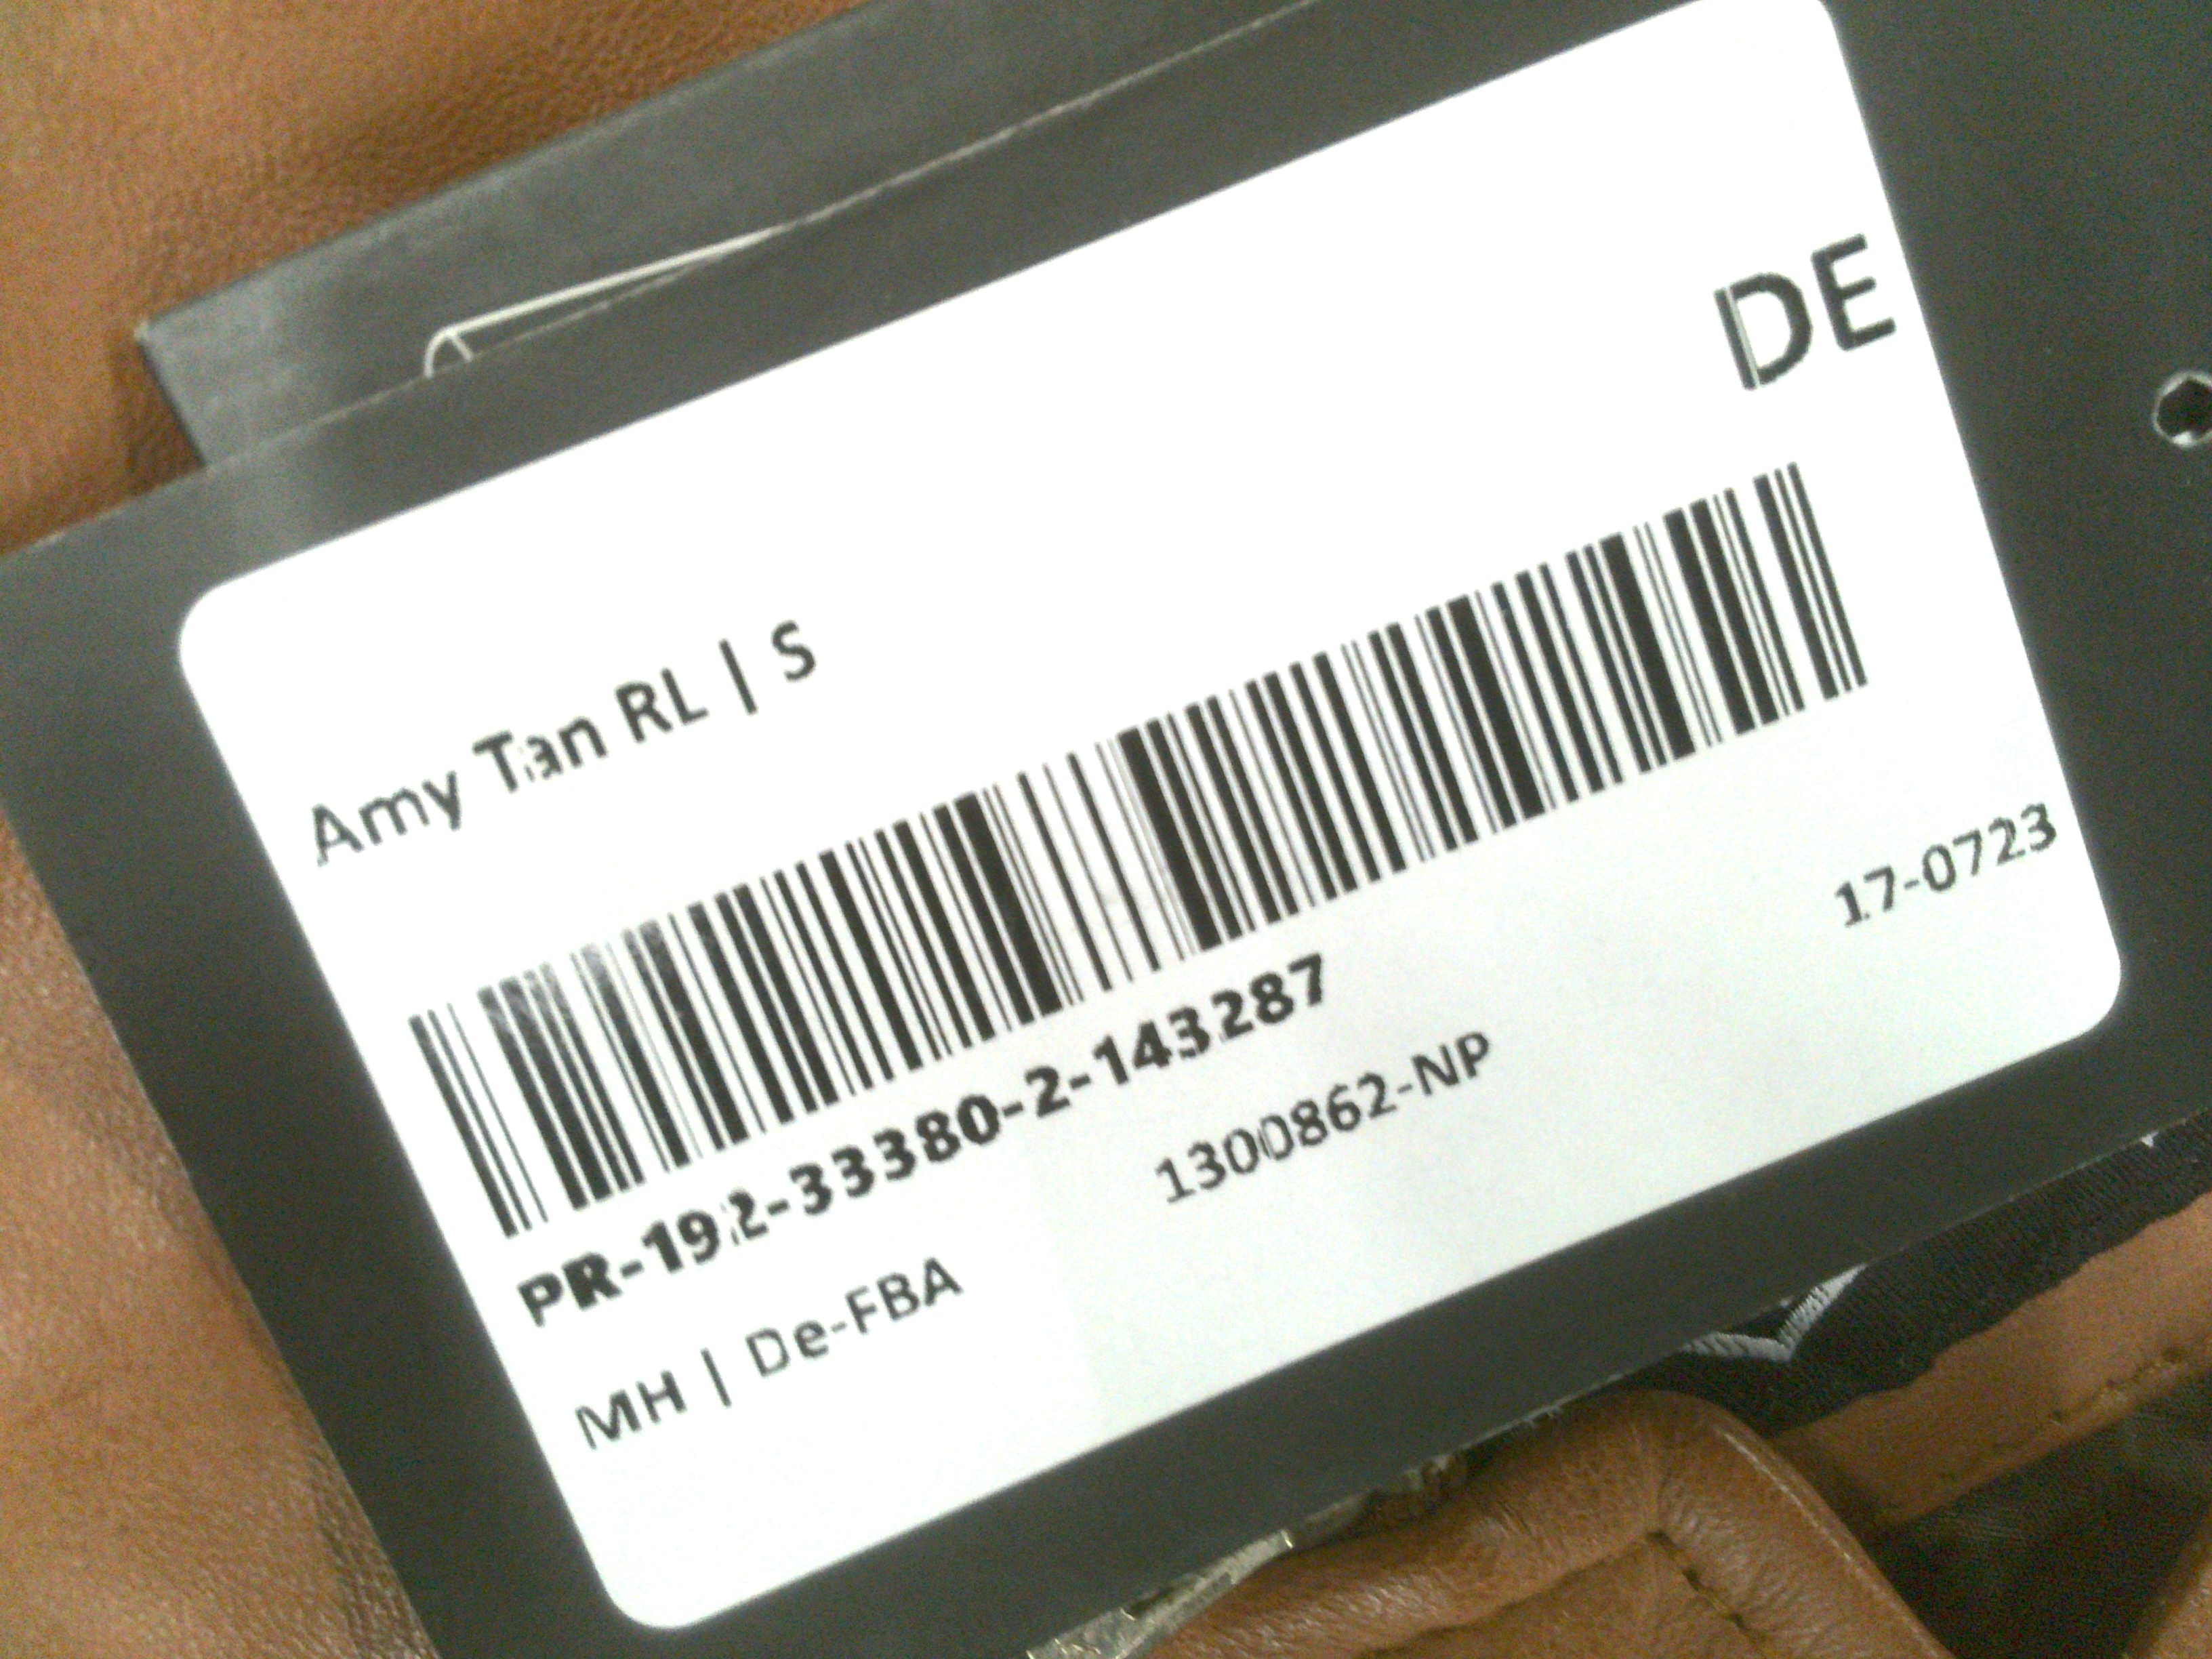 DE
Amy Tan RL | S
PR-192-33380-2-143287
1300862-NP
17-0723
MH | De-FBA